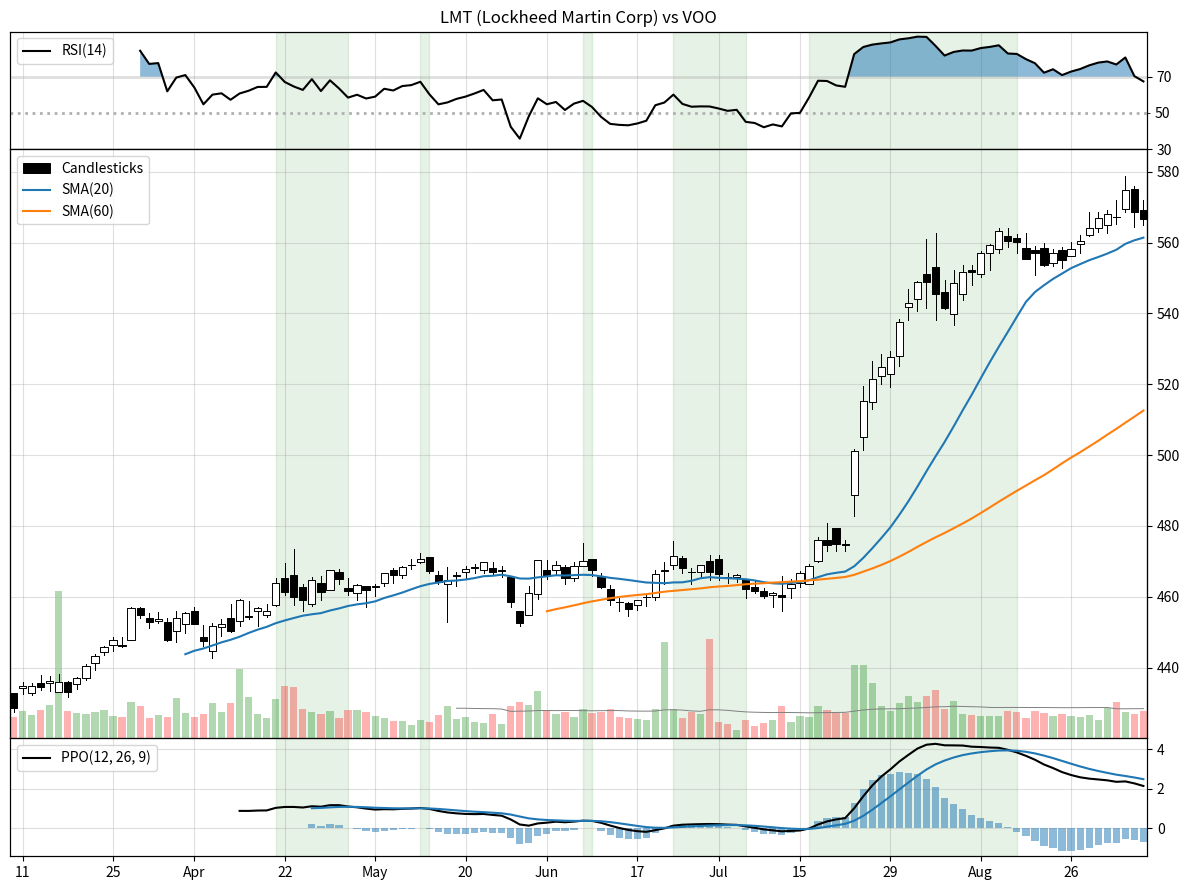 LMT (Lockheed Martin Corp) vs VOO
RSI(14)
70
50
30
Candlesticks
SMA(20)
SMA(60)
580
560
540
520
500
480
460
440
PPO(12, 26, 9)
4
2
0
11 25 Apr 22 May 20 Jun 17 Jul 15 29 Aug 26